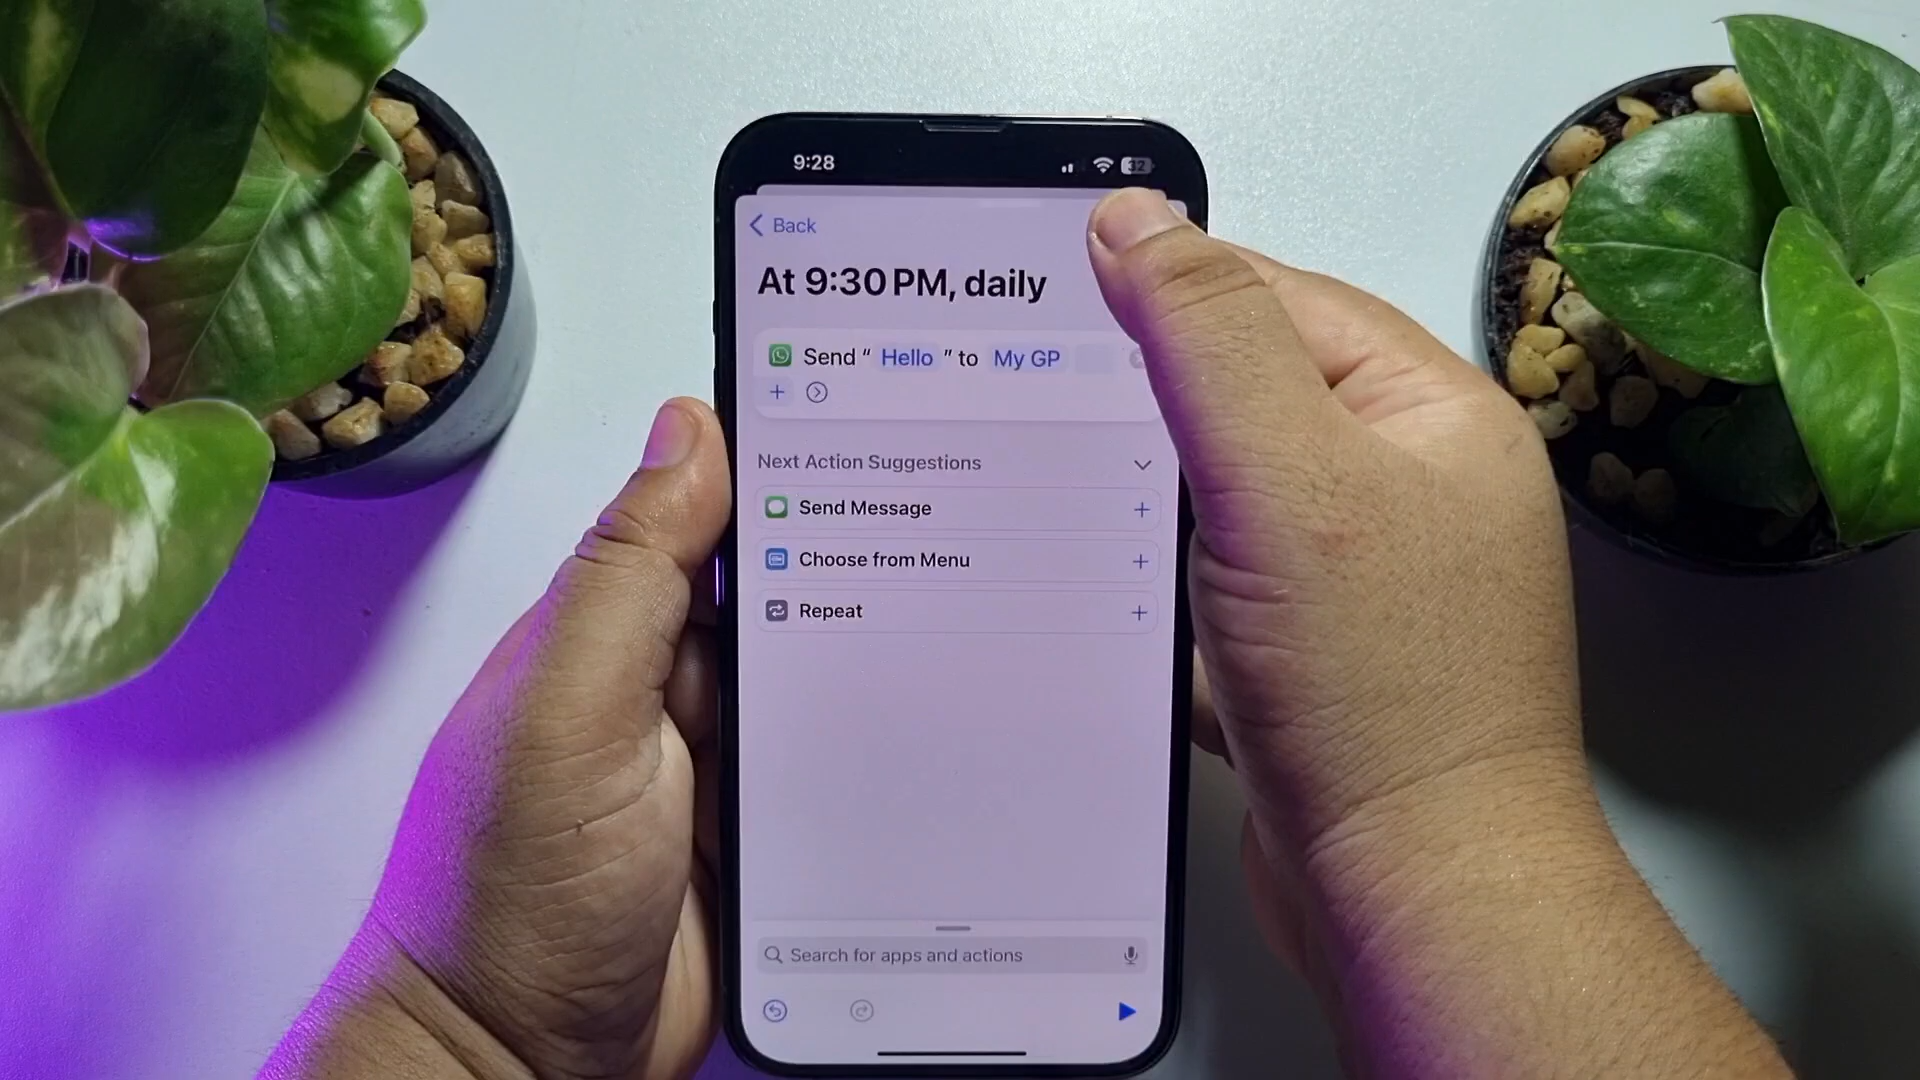 9:28
32
Back
At 9:30 PM, daily
Send “ Hello ” to My GP
Next Action Suggestions
Send Message
Choose from Menu
Repeat
Search for apps and actions